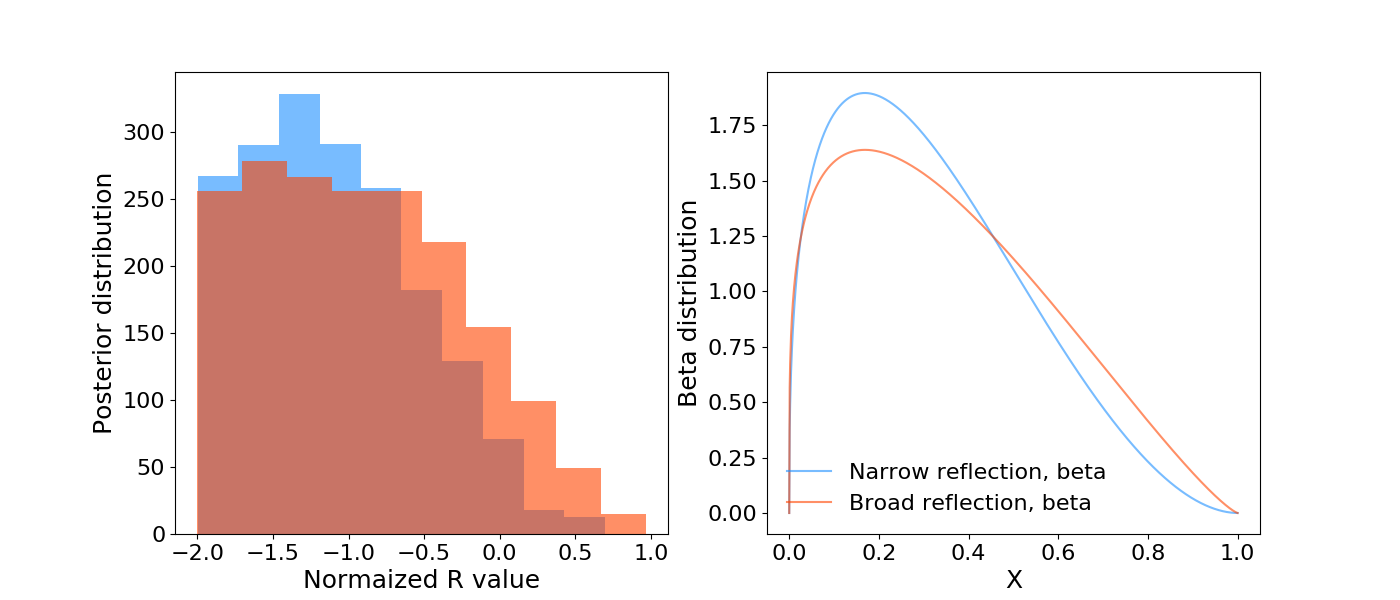 Posterior distribution
300
250
200
150
100
50
0
−2.0 −1.5 −1.0 −0.5 0.0 0.5 1.0
Normaized R value
Beta distribution
1.75
1.50
1.25
1.00
0.75
0.50
0.25
0.00
Narrow reflection, beta
Broad reflection, beta
0.0 0.2 0.4 0.6 0.8 1.0
X